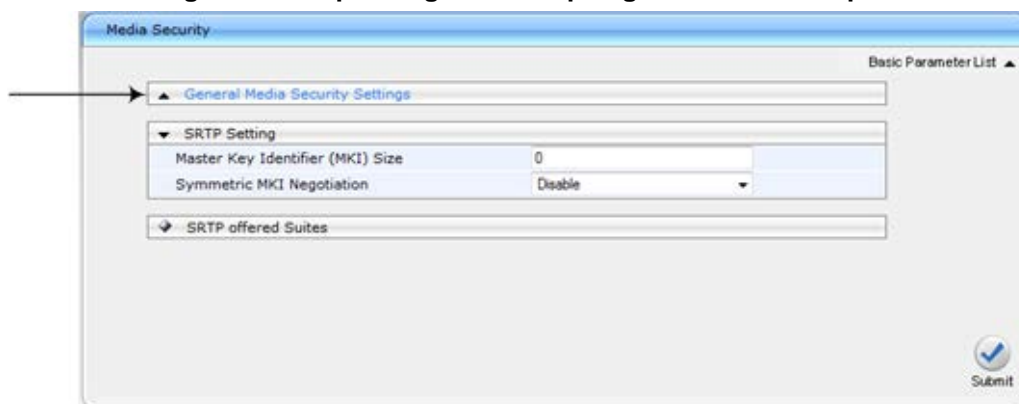 Media Security
Basic Parameter List
General Media Security Settings
SRTP Setting
Master Key Identifier (MKI) Size 0
Symmetric MKI Negotiation Disable
SRTP offered Suites
Submit